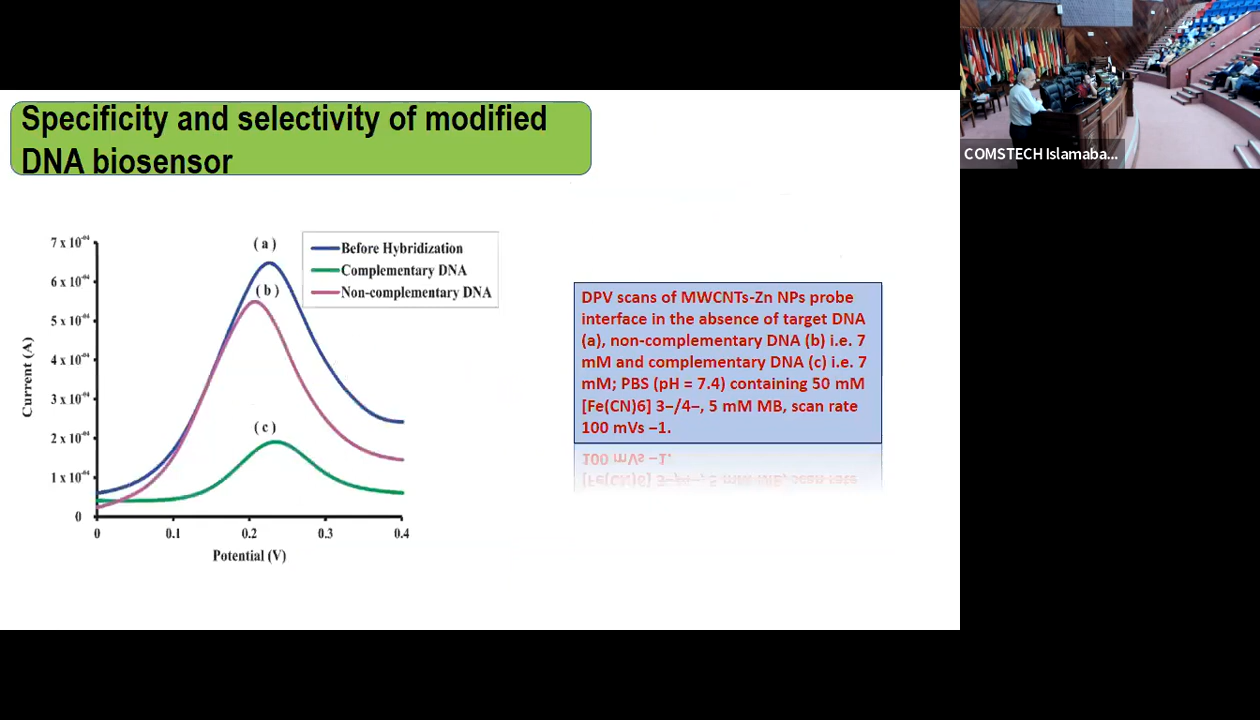 Specificity and selectivity of modified
DNA biosensor
COMSTECH Islamaba...
7 x 10⁻⁰⁴
6 x 10⁻⁰⁴
5 x 10⁻⁰⁴
4 x 10⁻⁰⁴
3 x 10⁻⁰⁴
2 x 10⁻⁰⁴
1 x 10⁻⁰⁴
0
Current (A)
( a )
( b )
( c )
Before Hybridization
Complementary DNA
Non-complementary DNA
0 0.1 0.2 0.3 0.4
Potential (V)
DPV scans of MWCNTs-Zn NPs probe
interface in the absence of target DNA
(a), non-complementary DNA (b) i.e. 7
mM and complementary DNA (c) i.e. 7
mM; PBS (pH = 7.4) containing 50 mM
[Fe(CN)6] 3−/4−, 5 mM MB, scan rate
100 mVs −1.